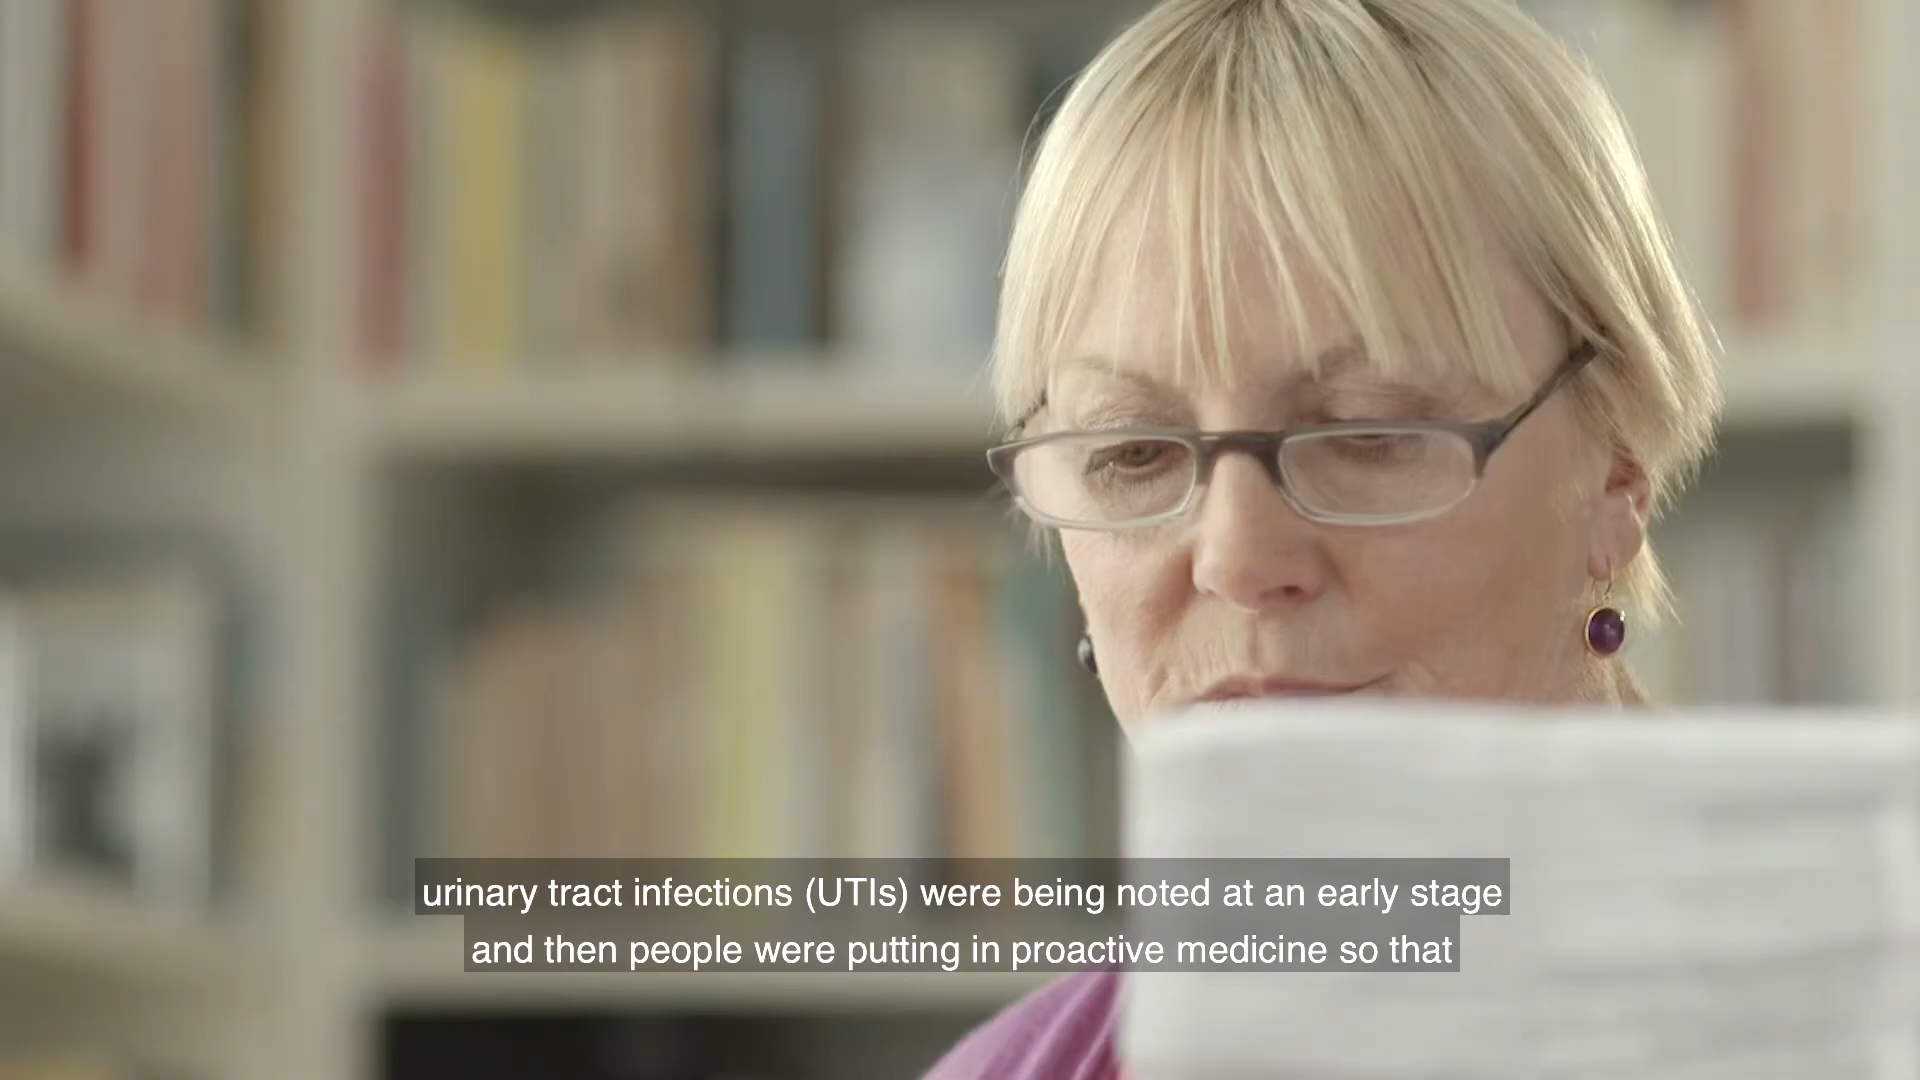 urinary tract infections (UTIs) were being noted at an early stage
and then people were putting in proactive medicine so that